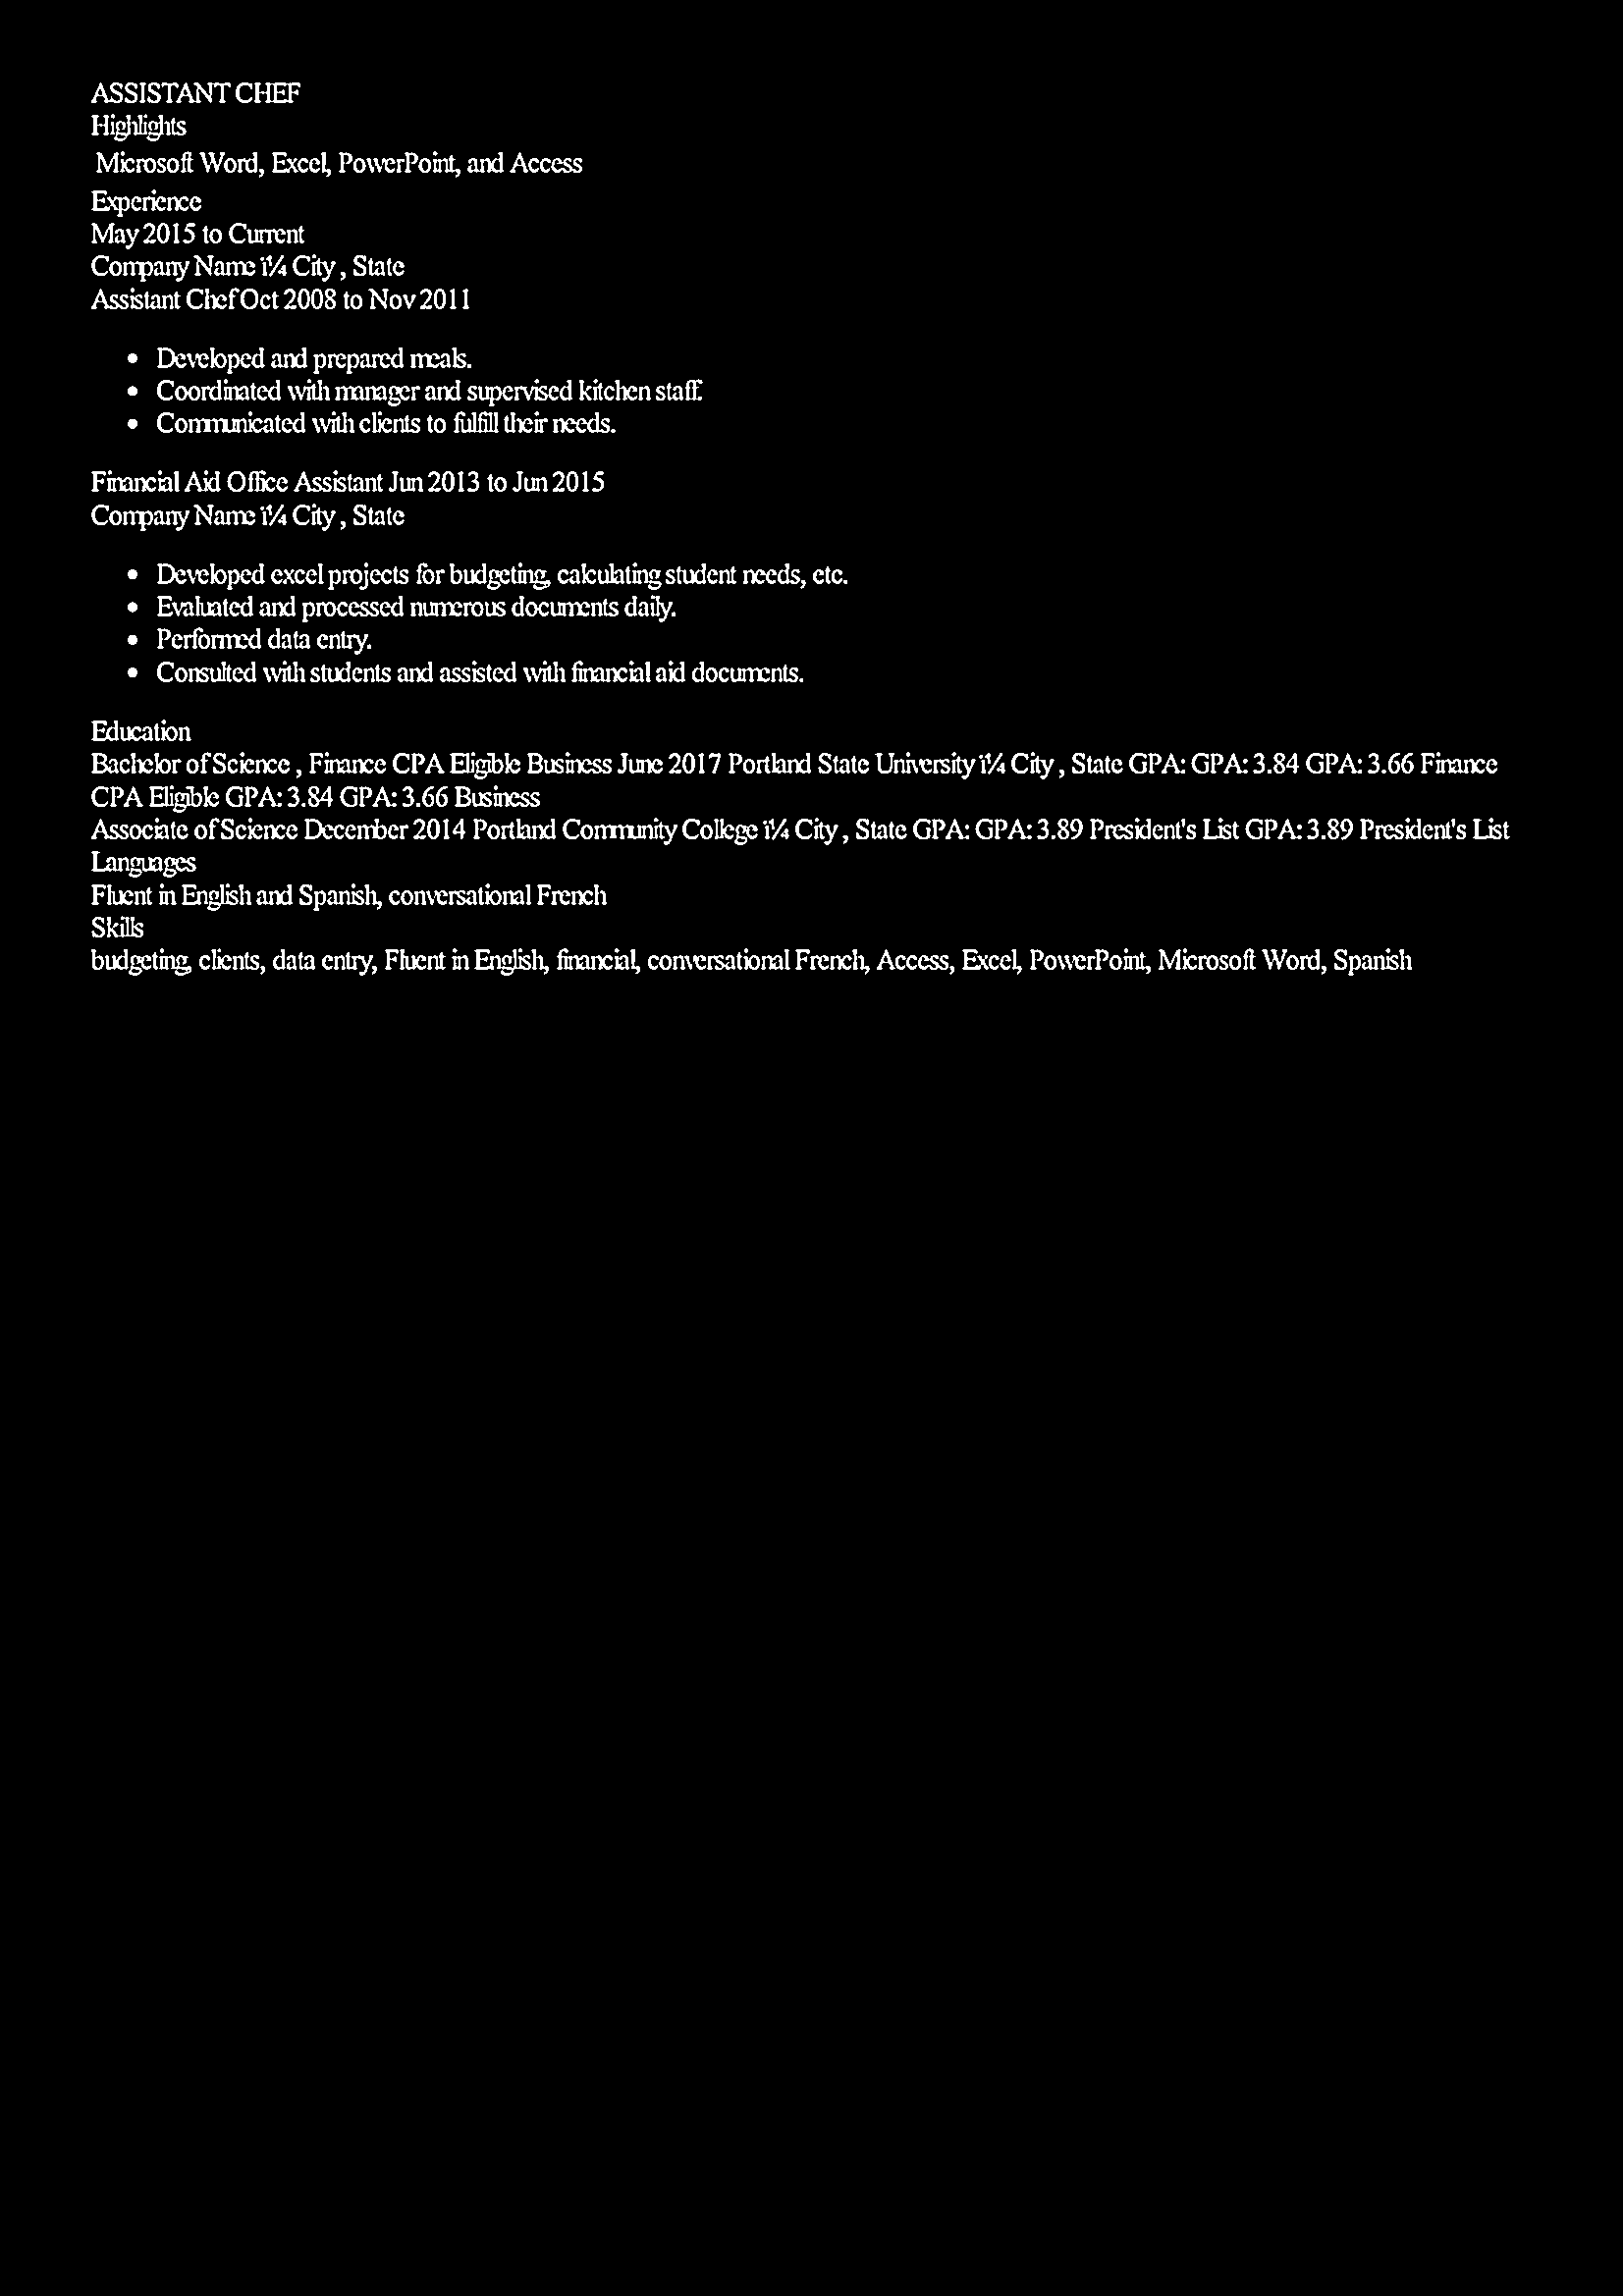 ASSISTANT CHEF
Highlights
Microsoft Word, Excel, PowerPoint, and Access
Experience
May 2015 to Current
Company Name ï¼ City , State
Assistant Chef Oct 2008 to Nov 2011
• Developed and prepared meals.
• Coordinated with manager and supervised kitchen staff.
• Communicated with clients to fulfill their needs.
Financial Aid Office Assistant Jun 2013 to Jun 2015
Company Name ï¼ City , State
• Developed excel projects for budgeting, calculating student needs, etc.
• Evaluated and processed numerous documents daily.
• Performed data entry.
• Consulted with students and assisted with financial aid documents.
Education
Bachelor of Science , Finance CPA Eligible Business June 2017 Portland State University ï¼ City , State GPA: GPA: 3.84 GPA: 3.66 Finance
CPA Eligible GPA: 3.84 GPA: 3.66 Business
Associate of Science December 2014 Portland Community College ï¼ City , State GPA: GPA: 3.89 President's List GPA: 3.89 President's List
Languages
Fluent in English and Spanish, conversational French
Skills
budgeting, clients, data entry, Fluent in English, financial, conversational French, Access, Excel, PowerPoint, Microsoft Word, Spanish